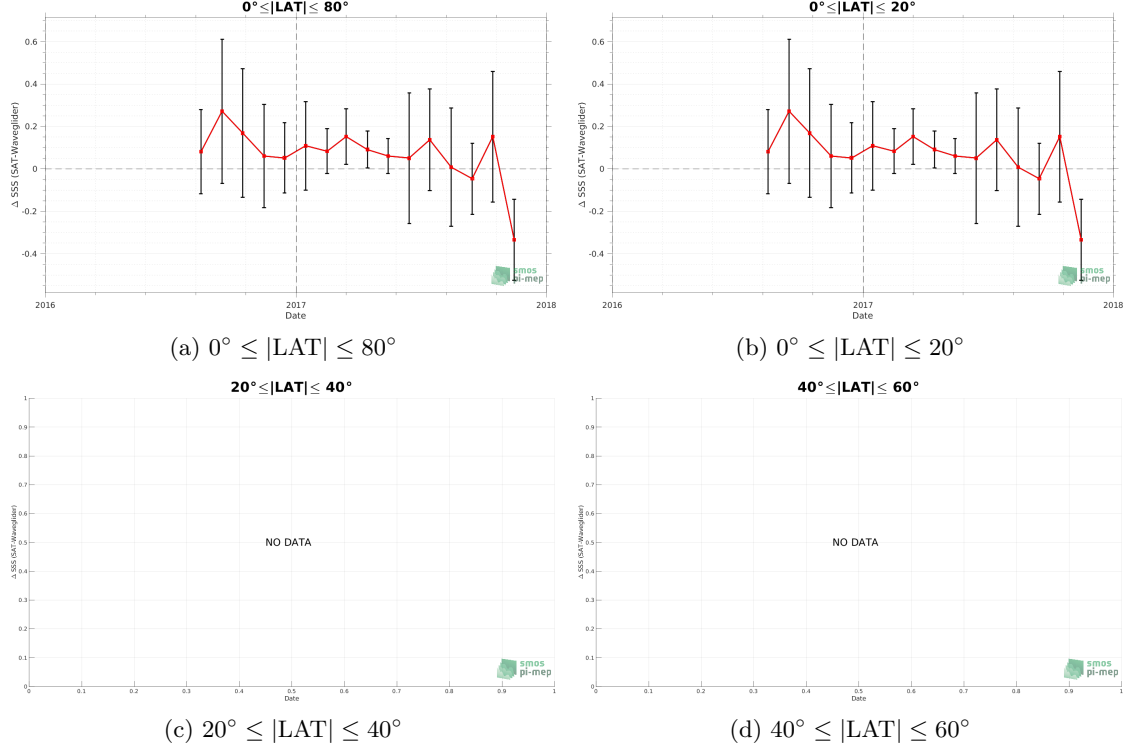 0°≤|LAT|≤ 80°
0.6
0.4
0.2
0
-0.2
-0.4
Δ SSS (SAT-Waveglider)
smos
pi-mep
2016
2017
2018
Date
(a) 0° ≤ |LAT| ≤ 80°
0°≤|LAT|≤ 20°
0.6
0.4
0.2
0
-0.2
-0.4
Δ SSS (SAT-Waveglider)
smos
pi-mep
2016
2017
2018
Date
(b) 0° ≤ |LAT| ≤ 20°
20°≤|LAT|≤ 40°
1
0.9
0.8
0.7
0.6
0.5
0.4
0.3
0.2
0.1
0
Δ SSS (SAT-Waveglider)
NO DATA
smos
pi-mep
0 0.1 0.2 0.3 0.4 0.5 0.6 0.7 0.8 0.9 1
Date
(c) 20° ≤ |LAT| ≤ 40°
40°≤|LAT|≤ 60°
1
0.9
0.8
0.7
0.6
0.5
0.4
0.3
0.2
0.1
0
Δ SSS (SAT-Waveglider)
NO DATA
smos
pi-mep
0 0.1 0.2 0.3 0.4 0.5 0.6 0.7 0.8 0.9 1
Date
(d) 40° ≤ |LAT| ≤ 60°